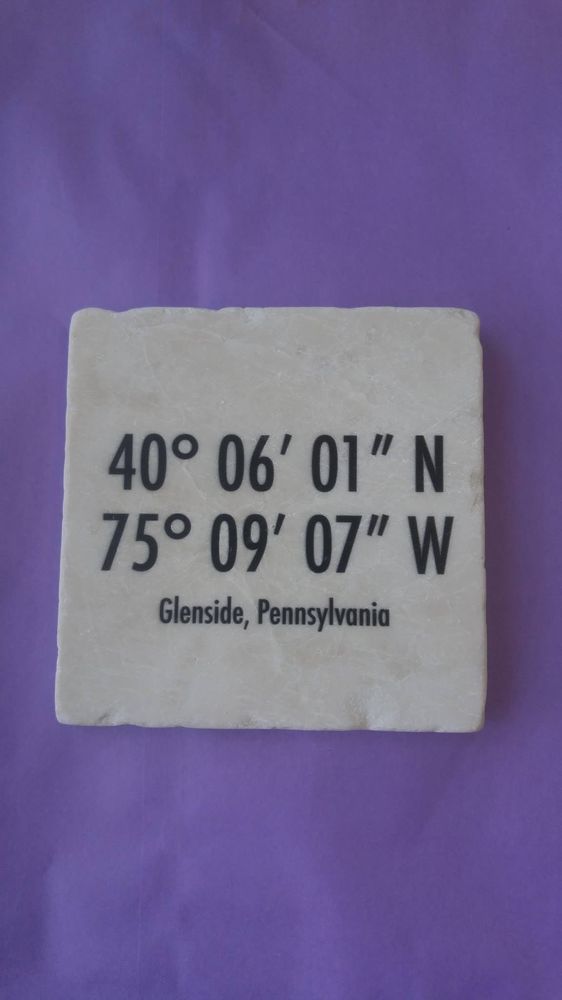 40° 06′ 01″ N
75° 09′ 07″ W
Glenside, Pennsylvania